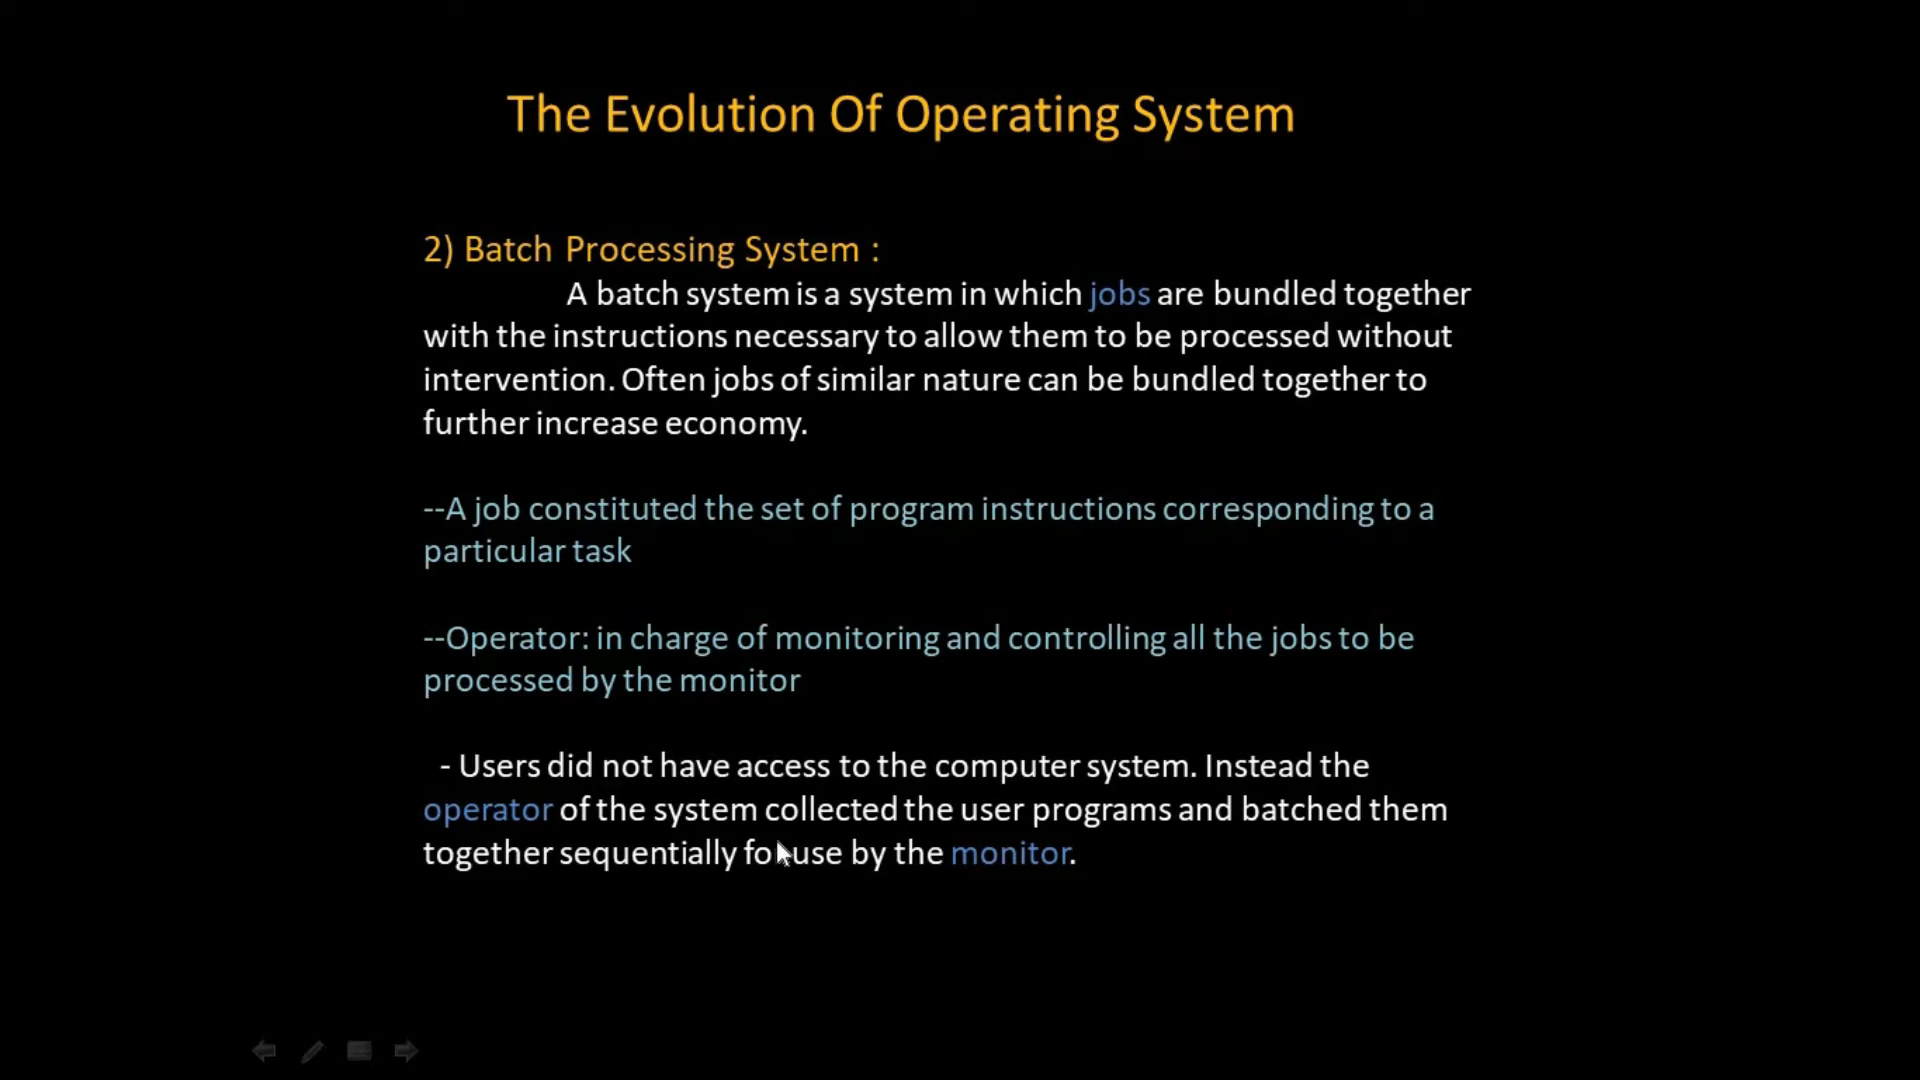 The Evolution Of Operating System
2) Batch Processing System :
A batch system is a system in which jobs are bundled together
with the instructions necessary to allow them to be processed without
intervention. Often jobs of similar nature can be bundled together to
further increase economy.
--A job constituted the set of program instructions corresponding to a
particular task
--Operator: in charge of monitoring and controlling all the jobs to be
processed by the monitor
- Users did not have access to the computer system. Instead the
operator of the system collected the user programs and batched them
together sequentially for use by the monitor.